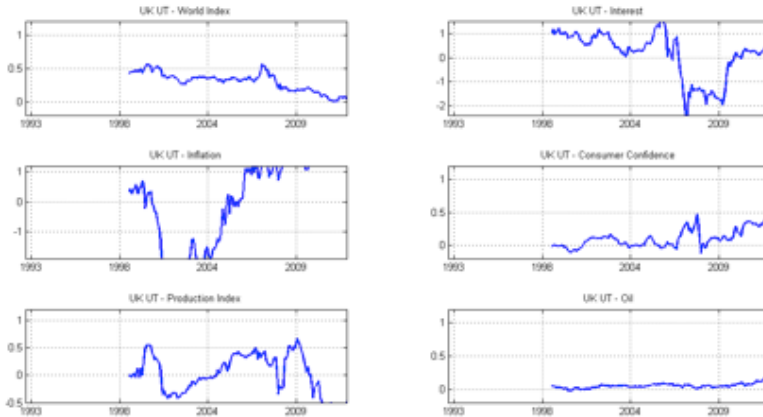 UK UT - World Index
1
0.5
0
1993 1998 2004 2009
UK UT - Interest
1
0
-1
-2
1993 1998 2004 2009
UK UT - Inflation
1
0
-1
1993 1998 2004 2009
UK UT - Consumer Confidence
1
0.5
0
1993 1998 2004 2009
UK UT - Production Index
1
0.5
0
-0.5
1993 1998 2004 2009
UK UT - Oil
1
0.5
0
1993 1998 2004 2009